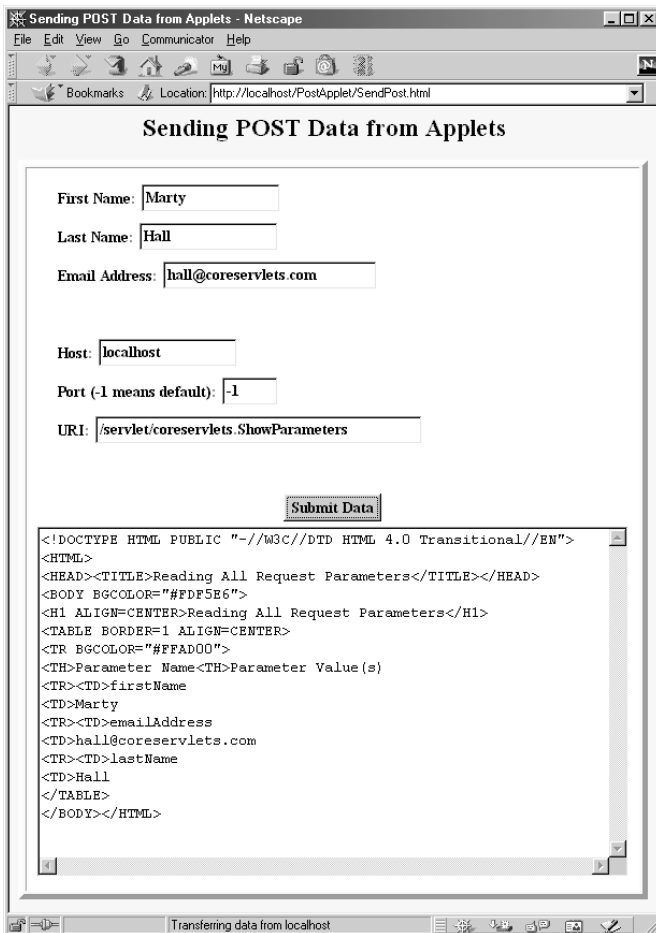 Sending POST Data from Applets - Netscape
File Edit View Go Communicator Help
My
N
Bookmarks Location: http://localhost/PostApplet/SendPost.html
Sending POST Data from Applets
First Name: Marty
Last Name: Hall
Email Address: hall@coreservlets.com
Host: localhost
Port (-1 means default): -1
URI: /servlet/coreservlets.ShowParameters
Submit Data
<!DOCTYPE HTML PUBLIC "-//W3C//DTD HTML 4.0 Transitional//EN">
<HTML>
<HEAD><TITLE>Reading All Request Parameters</TITLE></HEAD>
<BODY BGCOLOR="#FDF5E6">
<H1 ALIGN=CENTER>Reading All Request Parameters</H1>
<TABLE BORDER=1 ALIGN=CENTER>
<TR BGCOLOR="#FFAD00">
<TH>Parameter Name<TH>Parameter Value(s)
<TR><TD>firstName
<TD>Marty
<TR><TD>emailAddress
<TD>hall@coreservlets.com
<TR><TD>lastName
<TD>Hall
</TABLE>
</BODY></HTML>
Transferring data from localhost